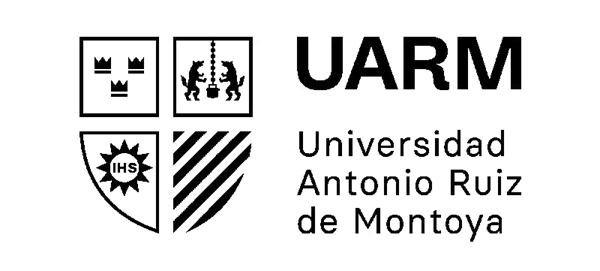 UARM
IHS
Universidad
Antonio Ruiz
de Montoya